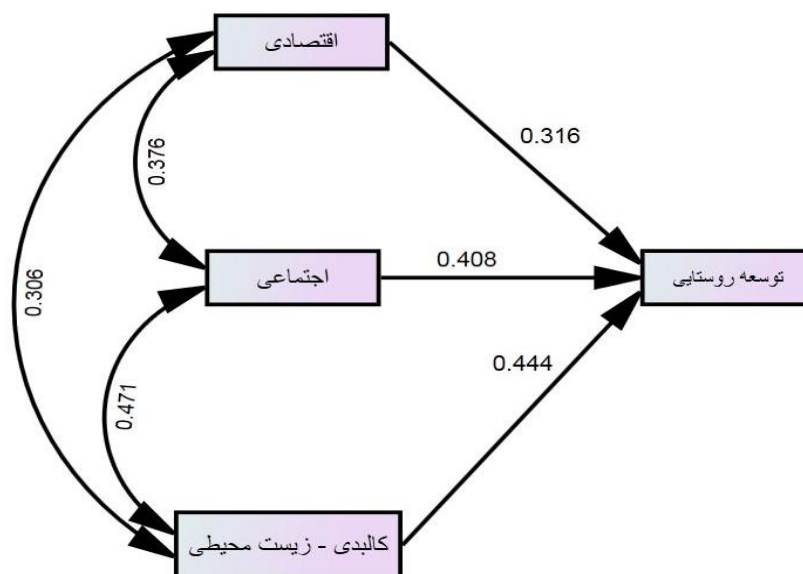 اقتصادی
0.316
0.376
0.306
اجتماعی
0.408
توسعه روستایی
0.444
0.471
کالبدی - زیست محیطی